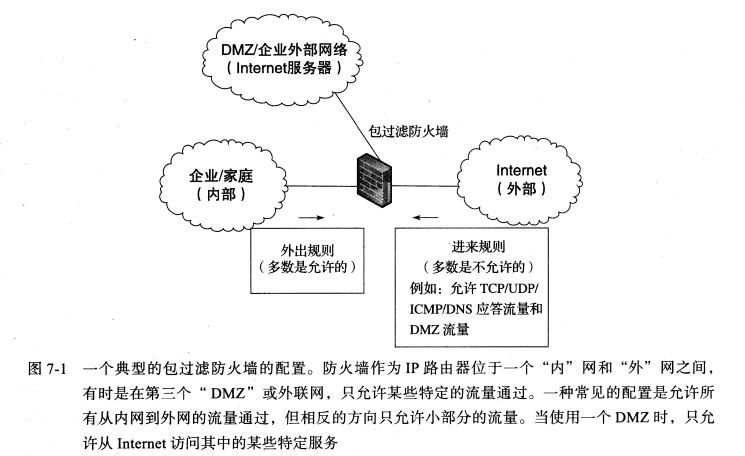 DMZ/企业外部网络
（Internet服务器）
包过滤防火墙
企业/家庭
（内部）
Internet
（外部）
外出规则
（多数是允许的）
进来规则
（多数是不允许的）
例如：允许 TCP/UDP/
ICMP/DNS 应答流量和
DMZ 流量
图 7-1 一个典型的包过滤防火墙的配置。防火墙作为 IP 路由器位于一个“内”网和“外”网之间，
有时是在第三个“ DMZ”或外联网，只允许某些特定的流量通过。一种常见的配置是允许所
有从内网到外网的流量通过，但相反的方向只允许小部分的流量。当使用一个 DMZ 时，只允
许从 Internet 访问其中的某些特定服务